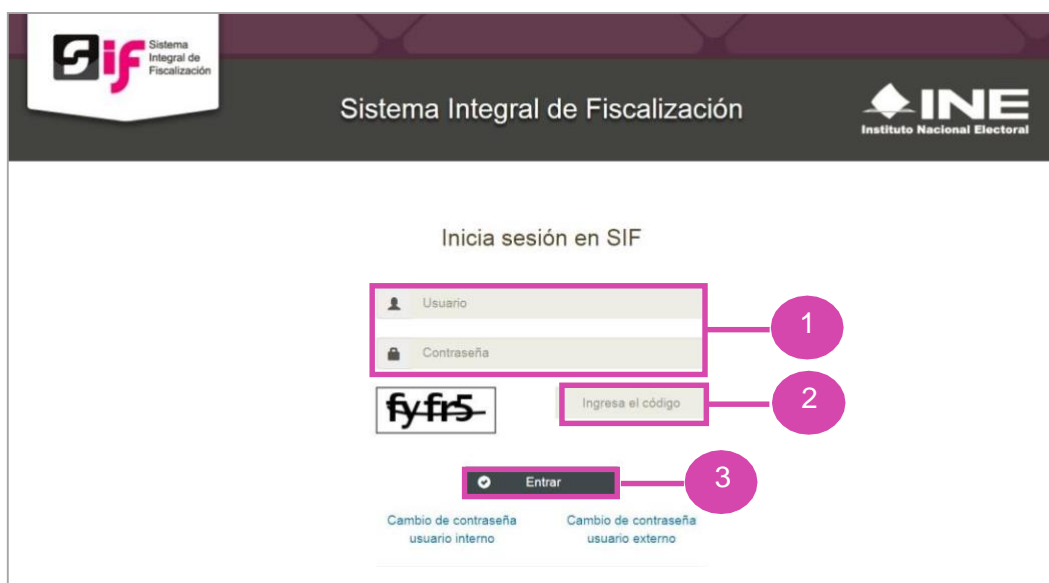 Sif
Sistema
Integral de
Fiscalización
Sistema Integral de Fiscalización
INE
Instituto Nacional Electoral
Inicia sesión en SIF
Usuario
1
Contraseña
fyfr5
Ingresa el código
2
Entrar
3
Cambio de contraseña
usuario interno
Cambio de contraseña
usuario externo